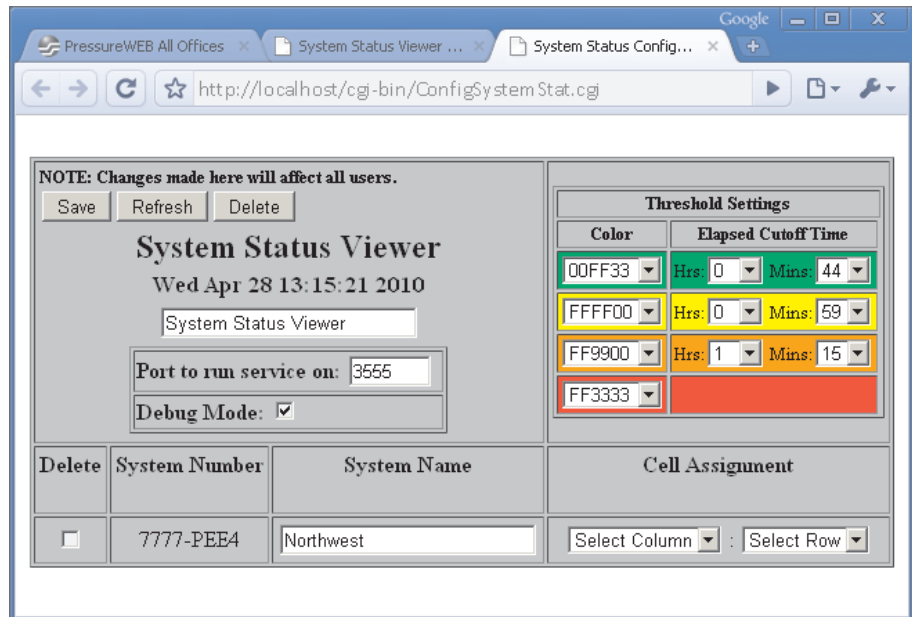 Google
PressureWEB All Offices
System Status Viewer ...
System Status Config...
http://localhost/cgi-bin/ConfigSystemStat.cgi
NOTE: Changes made here will affect all users.
Save Refresh Delete
System Status Viewer
Wed Apr 28 13:15:21 2010
System Status Viewer
Port to run service on: 3555
Debug Mode:
Threshold Settings
Color Elapsed Cutoff Time
00FF33 Hrs: 0 Mins: 44
FFFF00 Hrs: 0 Mins: 59
FF9900 Hrs: 1 Mins: 15
FF3333
Delete System Number System Name Cell Assignment
7777-PEE4 Northwest Select Column : Select Row